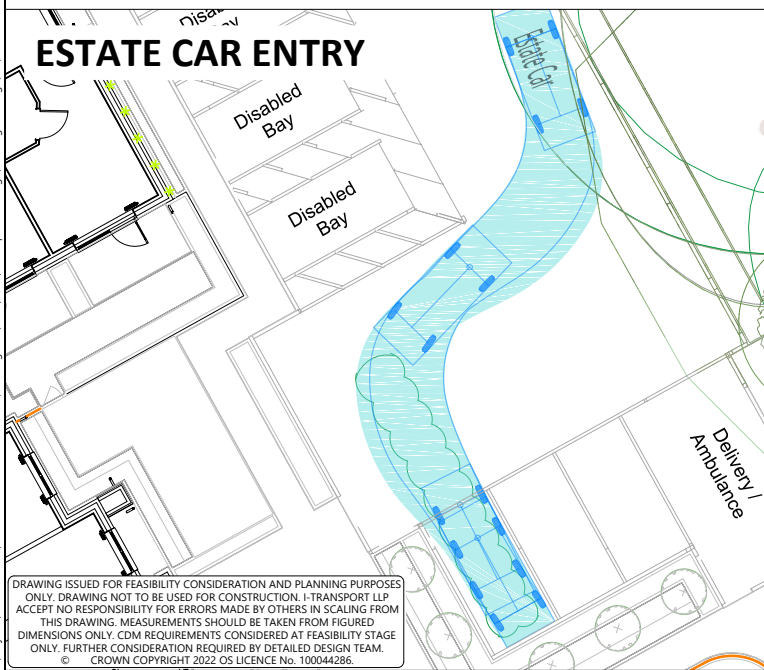 Disabled
ESTATE CAR ENTRY
Estate Car
Disabled
Bay
Disabled
Bay
Delivery /
Ambulance
DRAWING ISSUED FOR FEASIBILITY CONSIDERATION AND PLANNING PURPOSES
ONLY. DRAWING NOT TO BE USED FOR CONSTRUCTION. I-TRANSPORT LLP
ACCEPT NO RESPONSIBILITY FOR ERRORS MADE BY OTHERS IN SCALING FROM
THIS DRAWING. MEASUREMENTS SHOULD BE TAKEN FROM FIGURED
DIMENSIONS ONLY. CDM REQUIREMENTS CONSIDERED AT FEASIBILITY STAGE
ONLY. FURTHER CONSIDERATION REQUIRED BY DETAILED DESIGN TEAM.
© CROWN COPYRIGHT 2022 OS LICENCE No. 100044286.